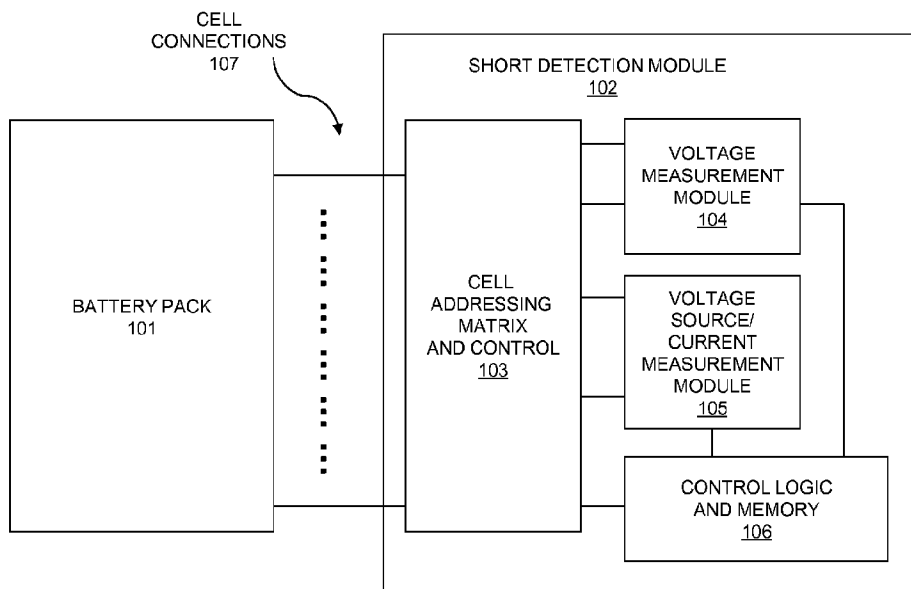 CELL
CONNECTIONS
107
SHORT DETECTION MODULE
102
BATTERY PACK
101
CELL
ADDRESSING
MATRIX
AND CONTROL
103
VOLTAGE
MEASUREMENT
MODULE
104
VOLTAGE
SOURCE/
CURRENT
MEASUREMENT
MODULE
105
CONTROL LOGIC
AND MEMORY
106